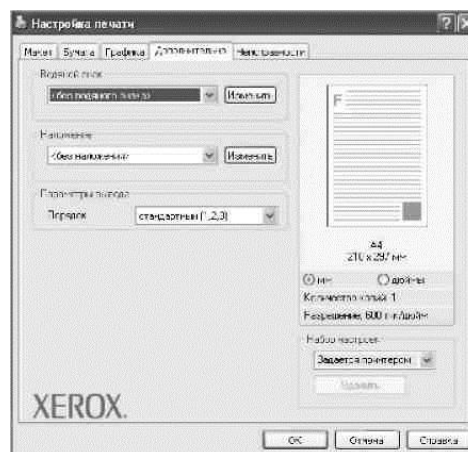 Настройка печати
Макет Бумага Графика Дополнительно Неисправности
Водяной знак
<без водяного знака> Изменить
Наложение
<без наложения> Изменить
Параметры вывода
Порядок стандартный (1,2,3)
F
A4
210 x 297 мм
мм дюймы
Количество копий: 1
Разрешение: 600 т-к/дюйм
Набор настроек
Задается принтером
Удалить
XEROX.
OK Отмена Справка